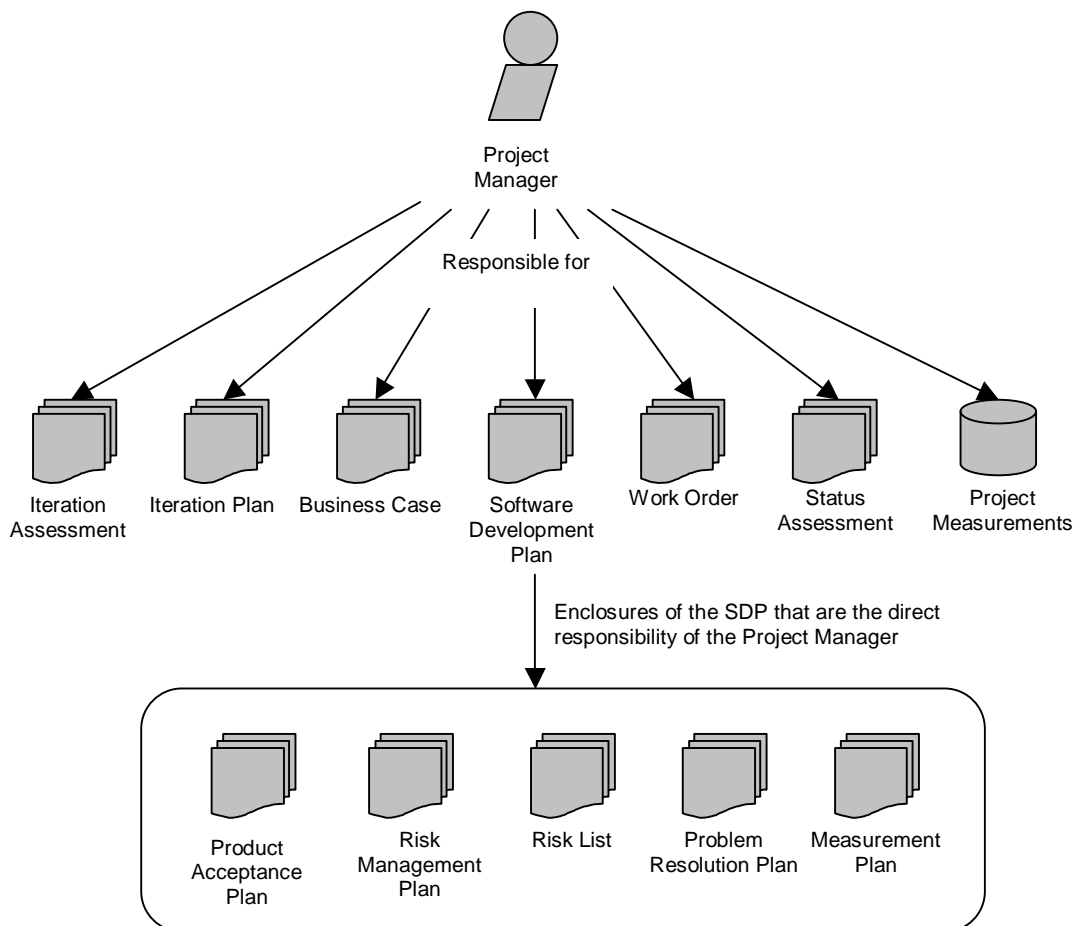 Project
Manager
Responsible for
Iteration
Assessment
Iteration Plan
Business Case
Software
Development
Plan
Work Order
Status
Assessment
Project
Measurements
Enclosures of the SDP that are the direct
responsibility of the Project Manager
Product
Acceptance
Plan
Risk
Management
Plan
Risk List
Problem
Resolution Plan
Measurement
Plan